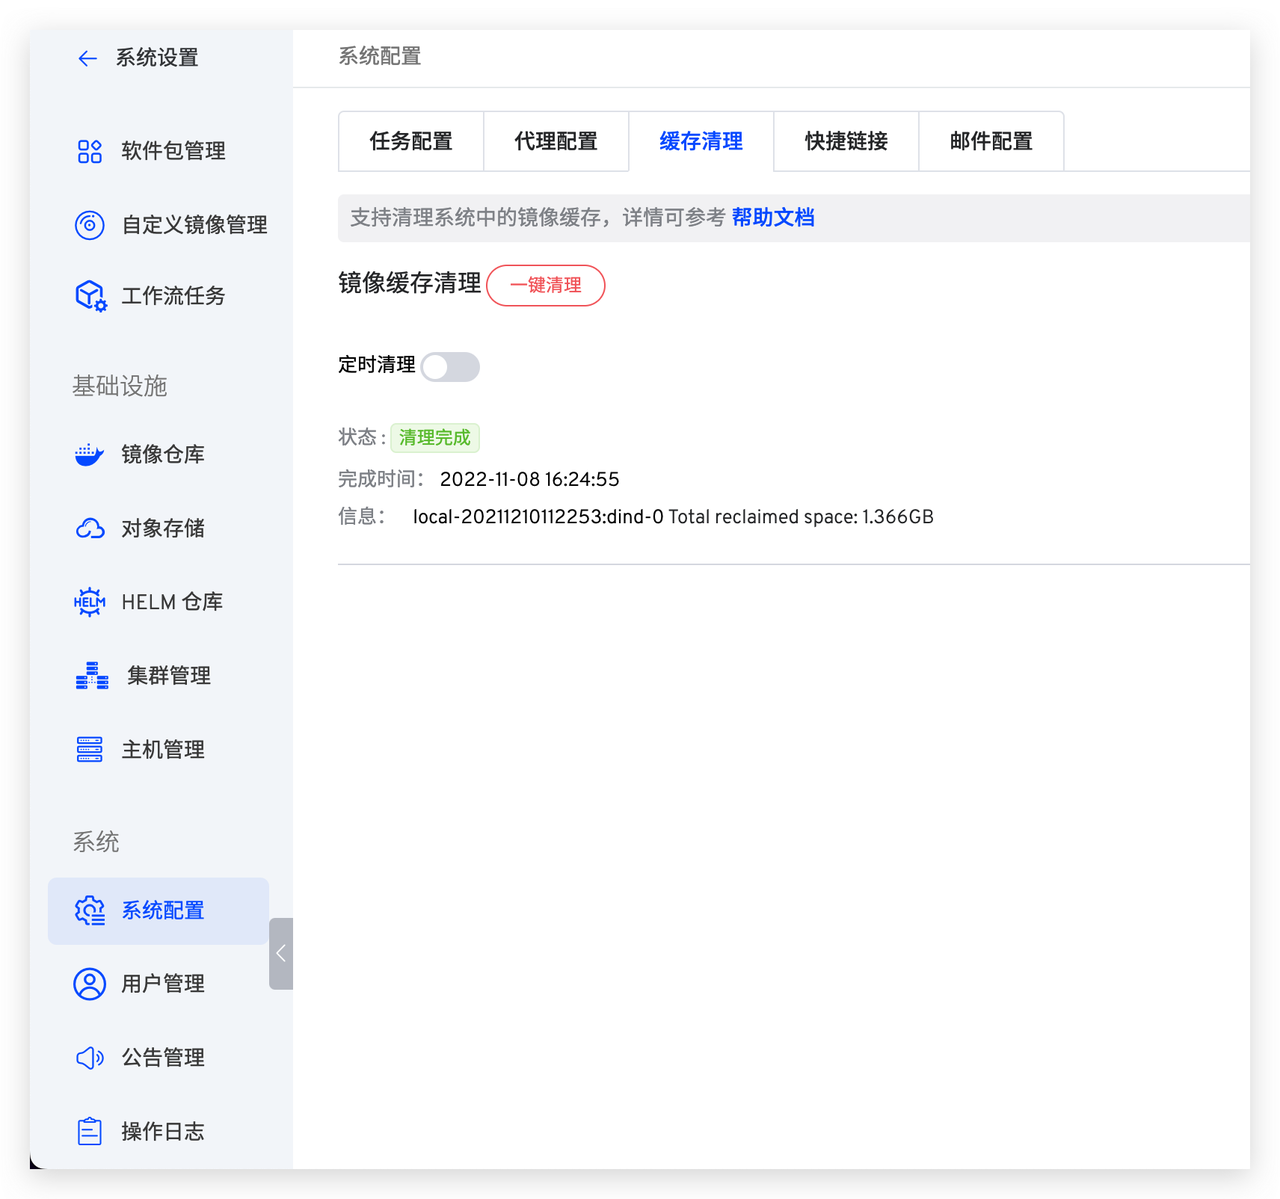 系统设置
软件包管理
自定义镜像管理
工作流任务
基础设施
镜像仓库
对象存储
HELM
HELM 仓库
集群管理
主机管理
系统
系统配置
用户管理
公告管理
操作日志
系统配置
任务配置 代理配置 缓存清理 快捷链接 邮件配置
支持清理系统中的镜像缓存，详情可参考 帮助文档
镜像缓存清理 一键清理
定时清理
状态 : 清理完成
完成时间： 2022-11-08 16:24:55
信息： local-20211210112253:dind-0 Total reclaimed space: 1.366GB